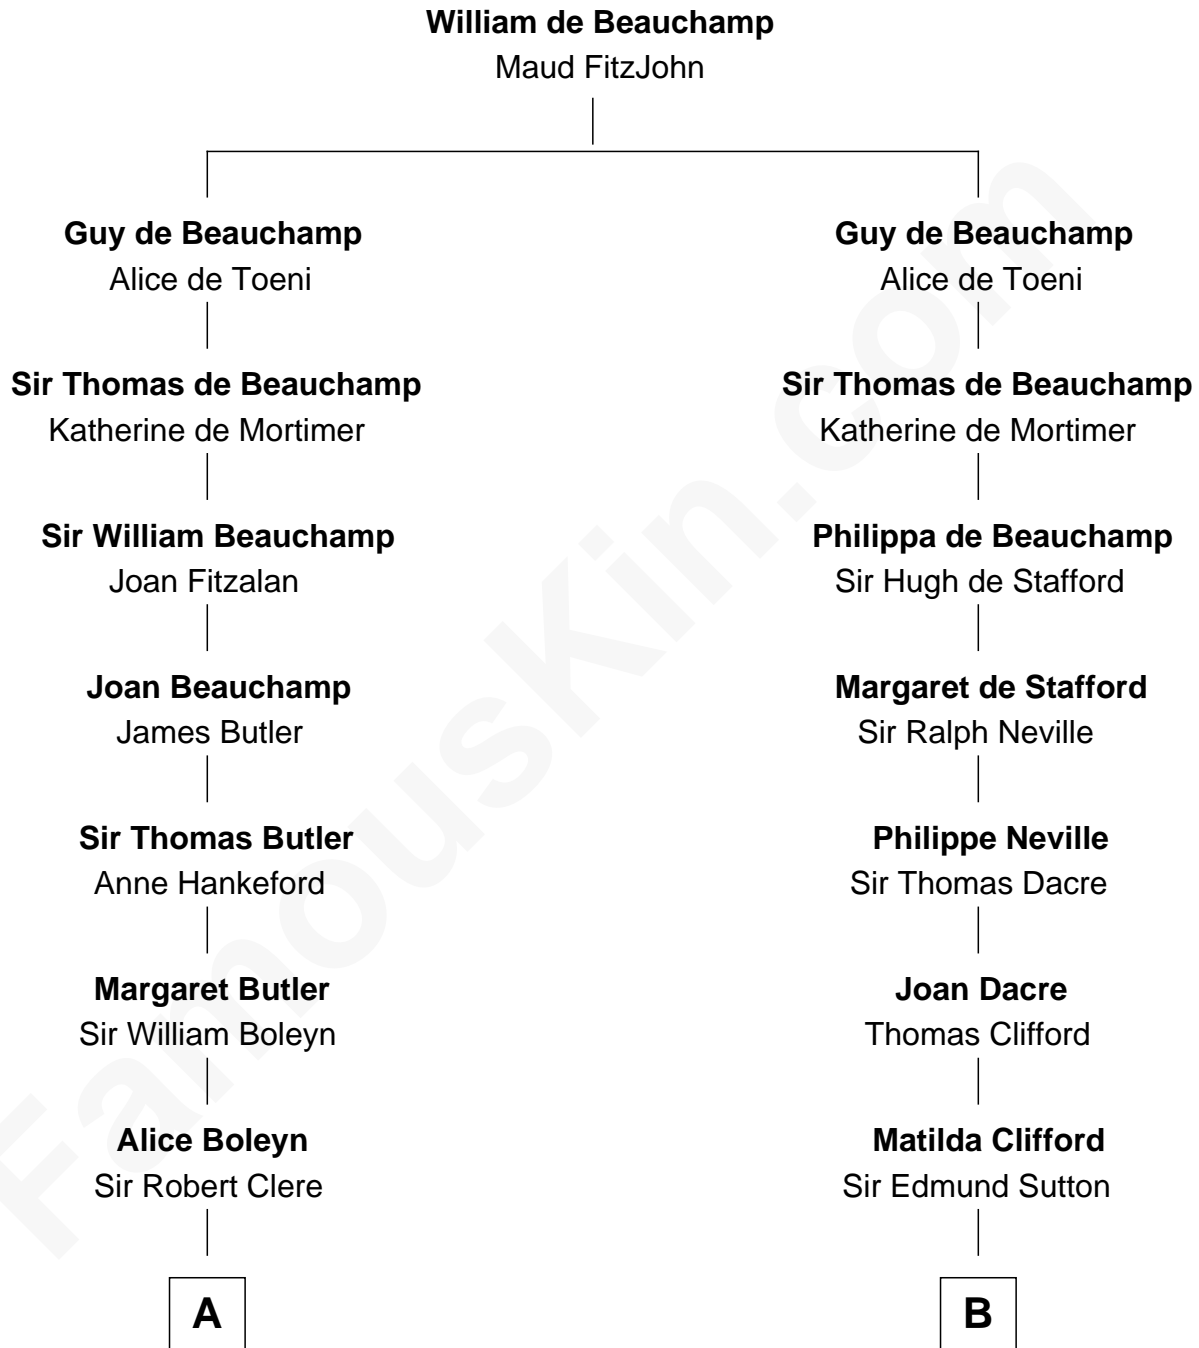 William de Beauchamp
Maud FitzJohn
Guy de Beauchamp
Alice de Toeni
Sir Thomas de Beauchamp
Katherine de Mortimer
Sir William Beauchamp
Joan Fitzalan
Joan Beauchamp
James Butler
Sir Thomas Butler
Anne Hankeford
Margaret Butler
Sir William Boleyn
Alice Boleyn
Sir Robert Clere
A
Guy de Beauchamp
Alice de Toeni
Sir Thomas de Beauchamp
Katherine de Mortimer
Philippa de Beauchamp
Sir Hugh de Stafford
Margaret de Stafford
Sir Ralph Neville
Philippe Neville
Sir Thomas Dacre
Joan Dacre
Thomas Clifford
Matilda Clifford
Sir Edmund Sutton
B
FamousKin.com